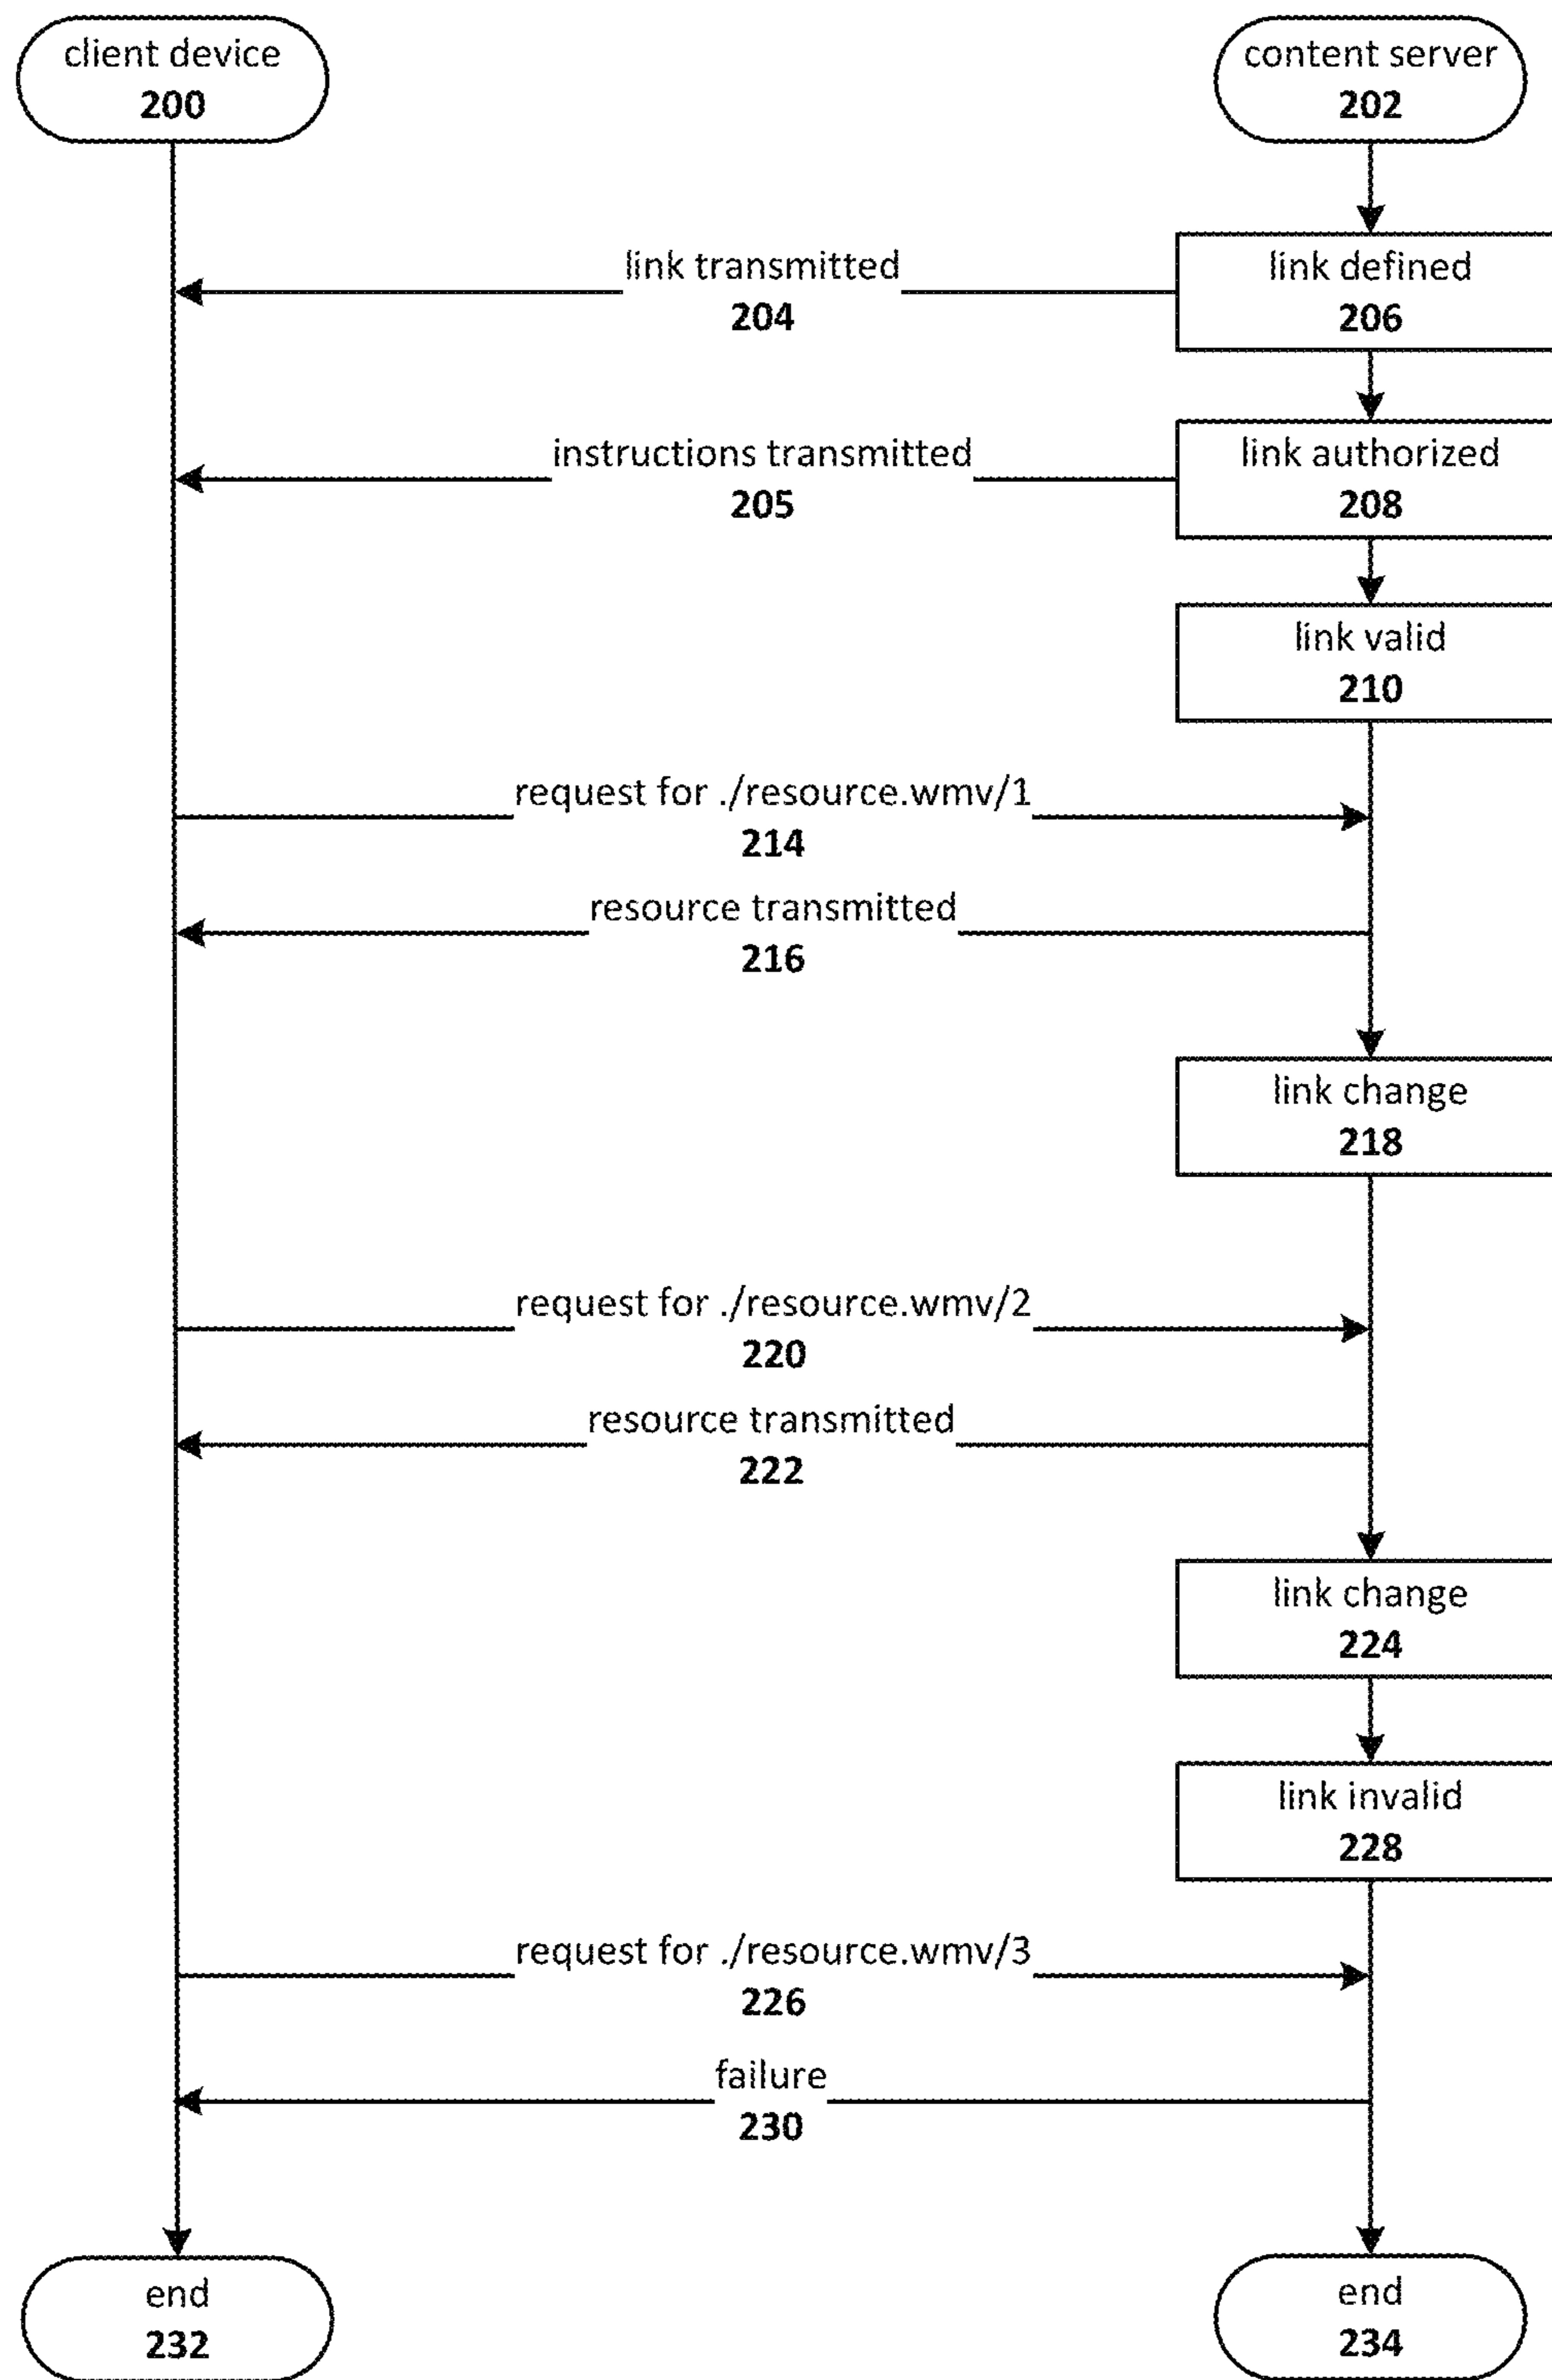 client device
200
content server
202
link transmitted
204
link defined
206
instructions transmitted
205
link authorized
208
link valid
210
request for ./resource.wmv/1
214
resource transmitted
216
link change
218
request for ./resource.wmv/2
220
resource transmitted
222
link change
224
link invalid
228
request for ./resource.wmv/3
226
failure
230
end
232
end
234